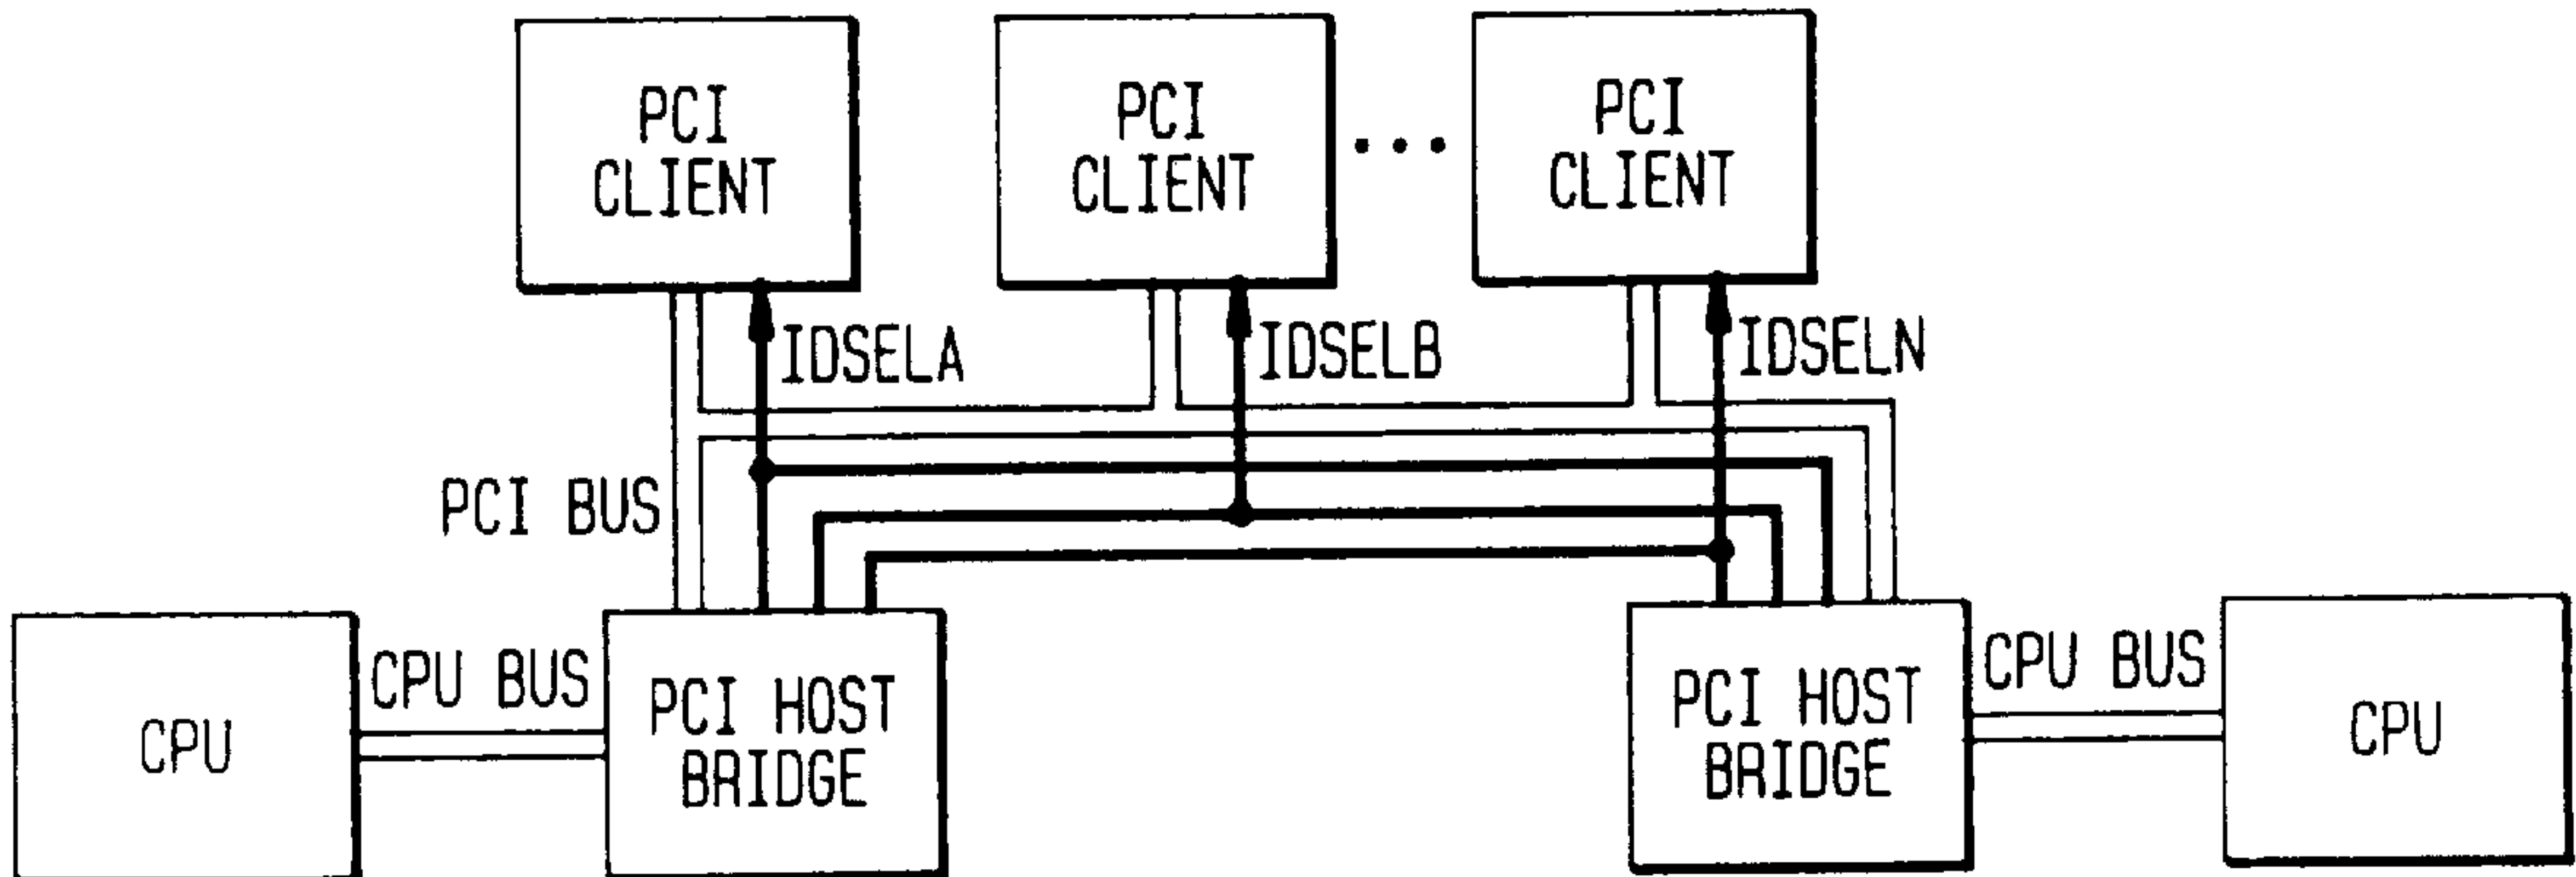 PCI
CLIENT
PCI
CLIENT
PCI
CLIENT
IDSELA
IDSELB
IDSELN
PCI BUS
CPU
CPU BUS
PCI HOST
BRIDGE
PCI HOST
BRIDGE
CPU BUS
CPU